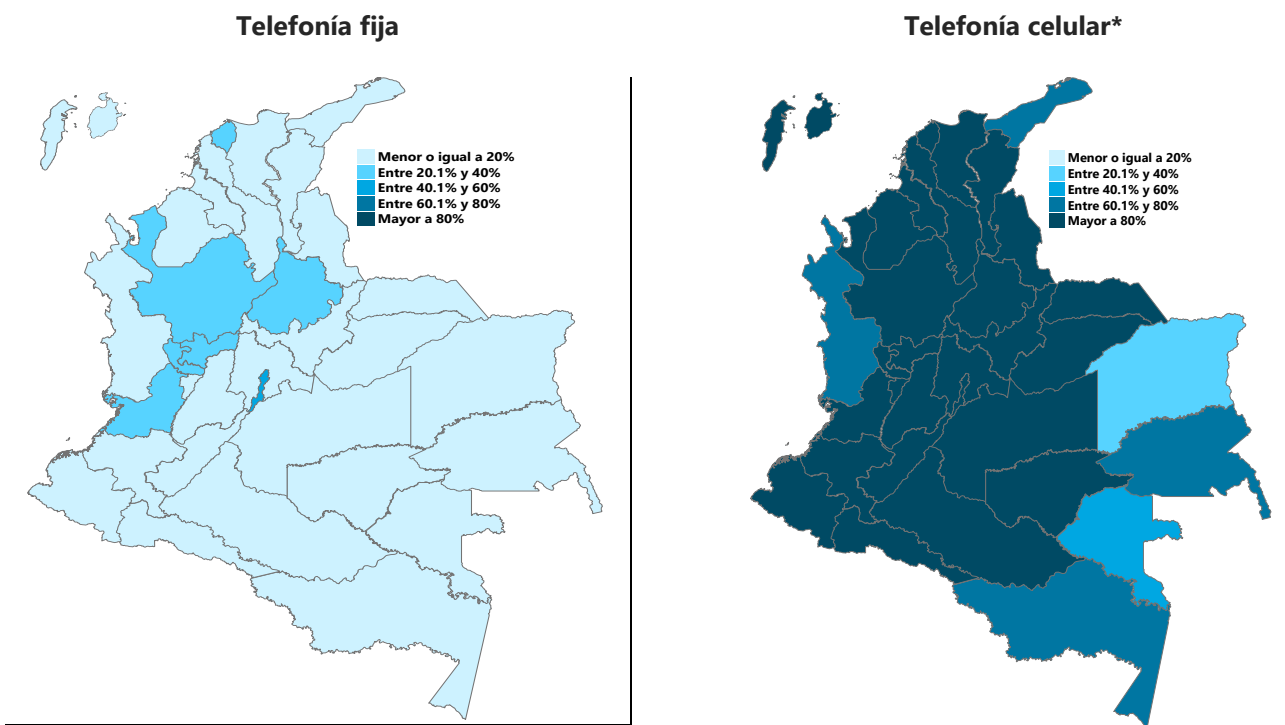 Telefonía fija
Menor o igual a 20%
Entre 20.1% y 40%
Entre 40.1% y 60%
Entre 60.1% y 80%
Mayor a 80%
Telefonía celular*
Menor o igual a 20%
Entre 20.1% y 40%
Entre 40.1% y 60%
Entre 60.1% y 80%
Mayor a 80%